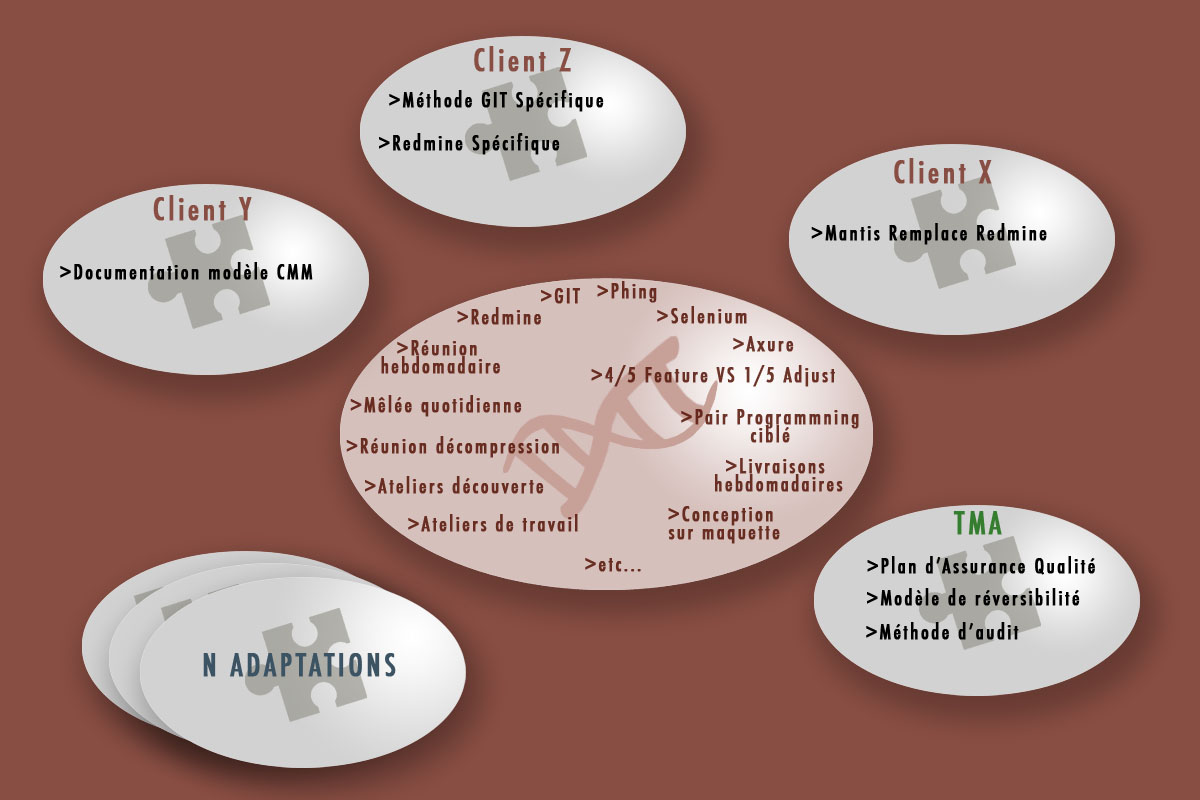 Client Z
>Méthode GIT Spécifique
>Redmine Spécifique
Client X
>Mantis Remplace Redmine
Client Y
>Documentation modèle CMM
>GIT
>Phing
>Redmine
>Selenium
>Réunion
hebdomadaire
>Axure
>4/5 Feature VS 1/5 Adjust
>Mêlée quotidienne
>Pair Programmning
ciblé
>Réunion décompression
>Livraisons
hebdomadaires
>Ateliers découverte
>Conception
sur maquette
>Ateliers de travail
>etc...
TMA
>Plan d'Assurance Qualité
>Modèle de réversibilité
>Méthode d'audit
N ADAPTATIONS